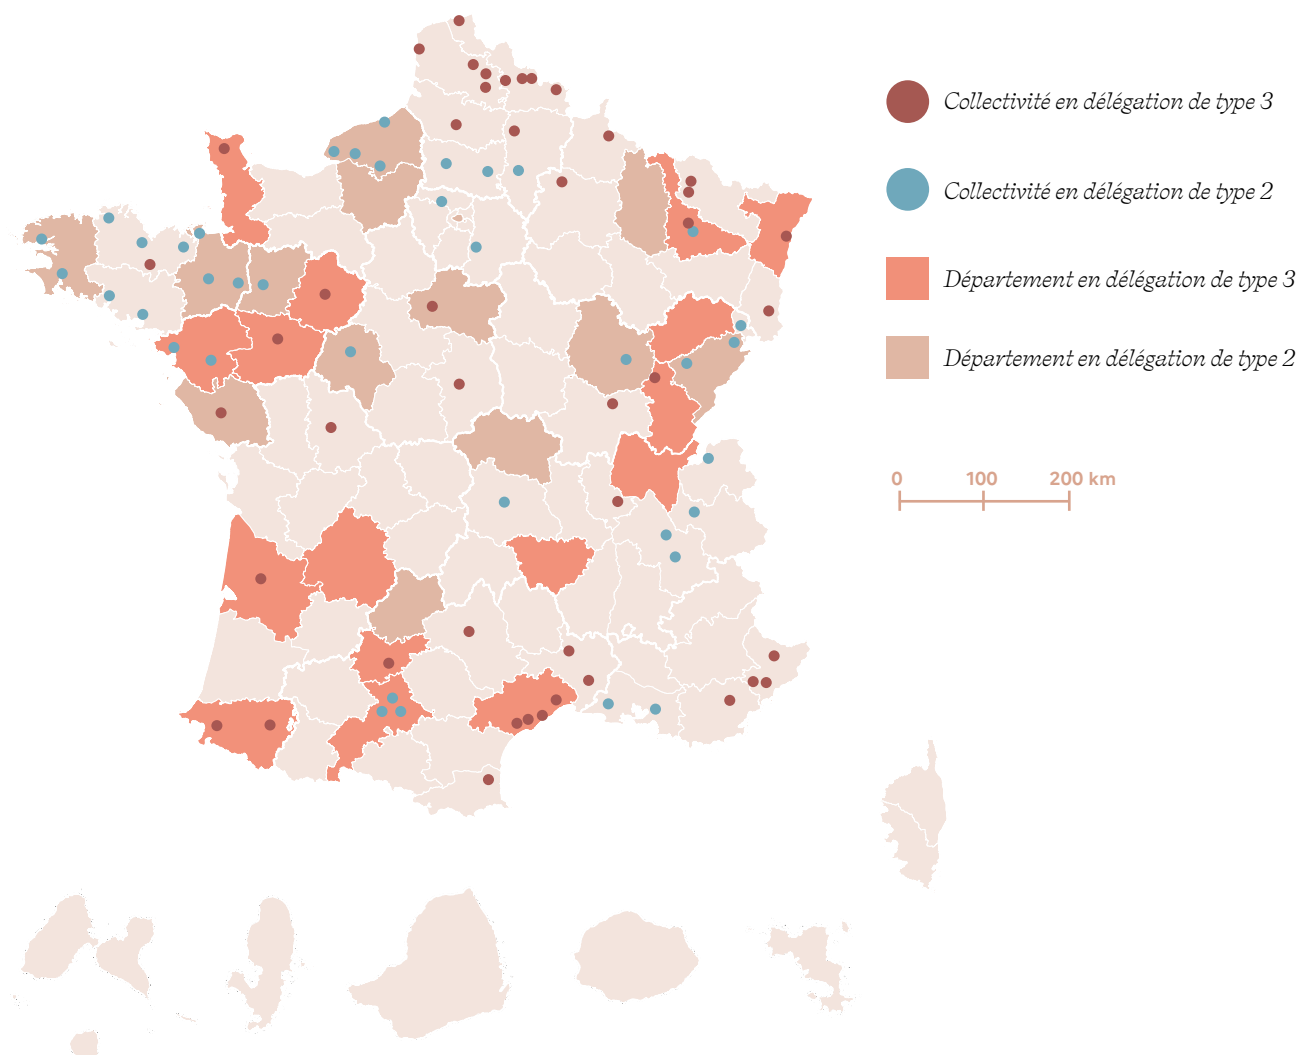 Collectivité en délégation de type 3
Collectivité en délégation de type 2
Département en délégation de type 3
Département en délégation de type 2
0 100 200 km